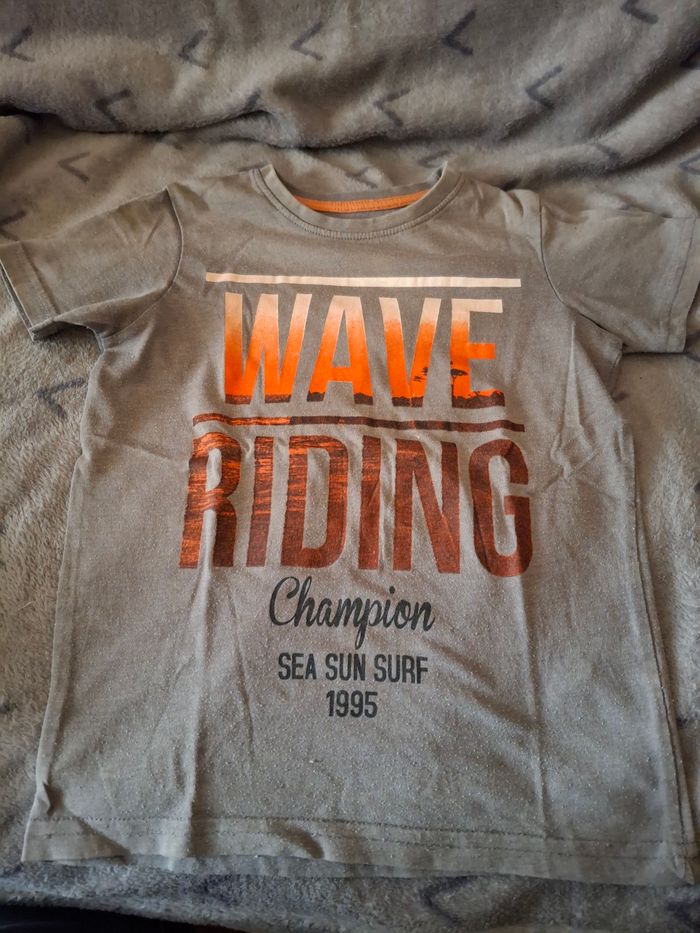 WAVE
RIDING
Champion
SEA SUN SURF
1995